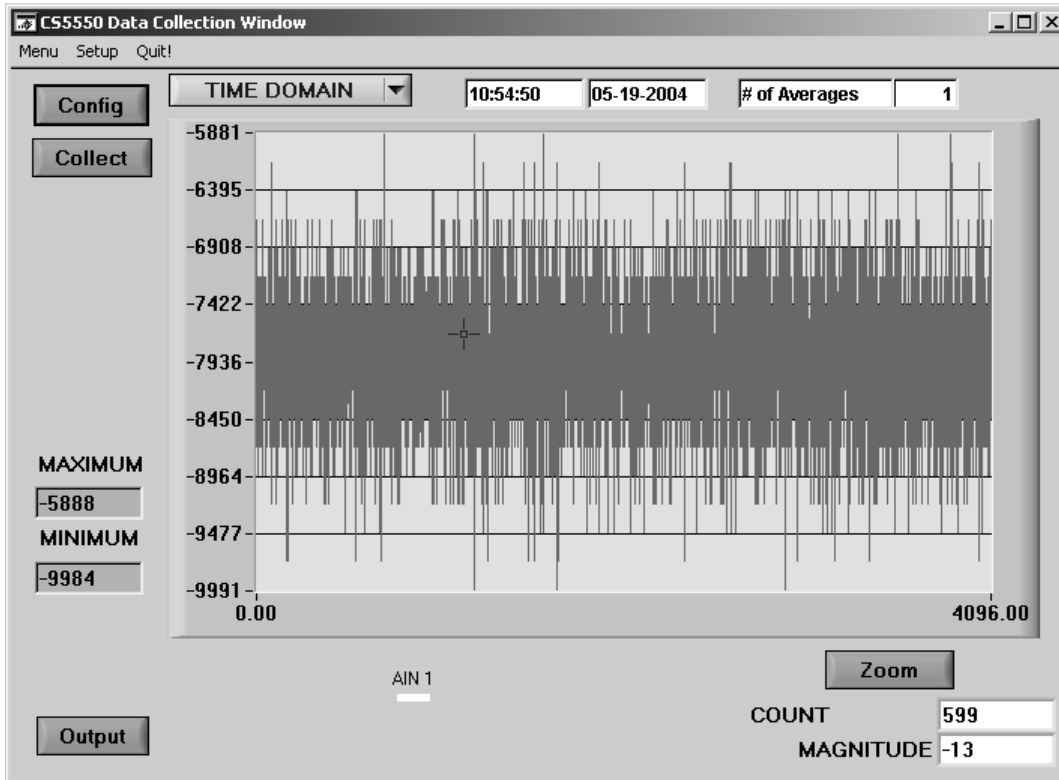 CS5550 Data Collection Window
Menu Setup Quit!
Config
TIME DOMAIN
10:54:50
05-19-2004
# of Averages 1
Collect
-5881
-6395
-6908
-7422
-7936
-8450
-8964
-9477
-9991
0.00
4096.00
MAXIMUM
-5888
MINIMUM
-9984
AIN 1
Zoom
COUNT 599
MAGNITUDE -13
Output